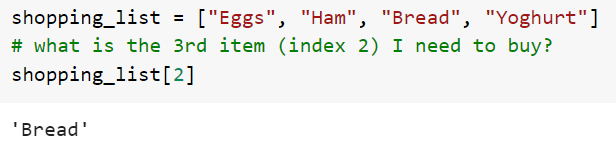 shopping_list = ["Eggs", "Ham", "Bread", "Yoghurt"]
# what is the 3rd item (index 2) I need to buy?
shopping_list[2]
'Bread'